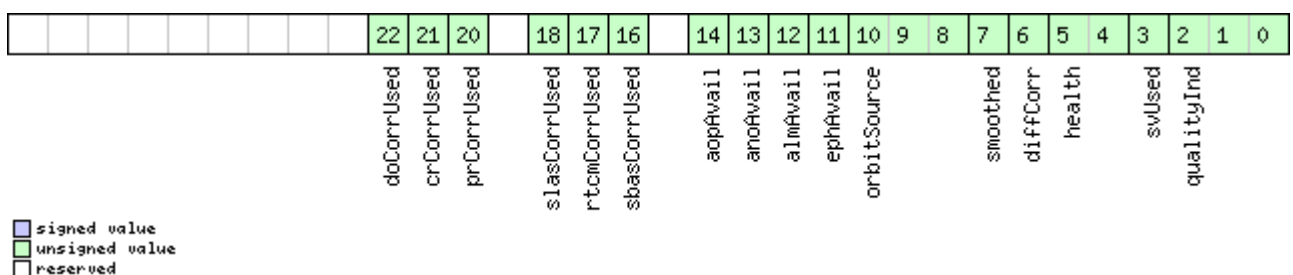 22 21 20 18 17 16 14 13 12 11 10 9 8 7 6 5 4 3 2 1 0
doCorrUsed
crCorrUsed
prCorrUsed
slasCorrUsed
rtcmCorrUsed
sbasCorrUsed
aopAvail
anoAvail
almAvail
ephAvail
orbitSource
smoothed
diffCorr
health
svUsed
qualityInd
signed value
unsigned value
reserved